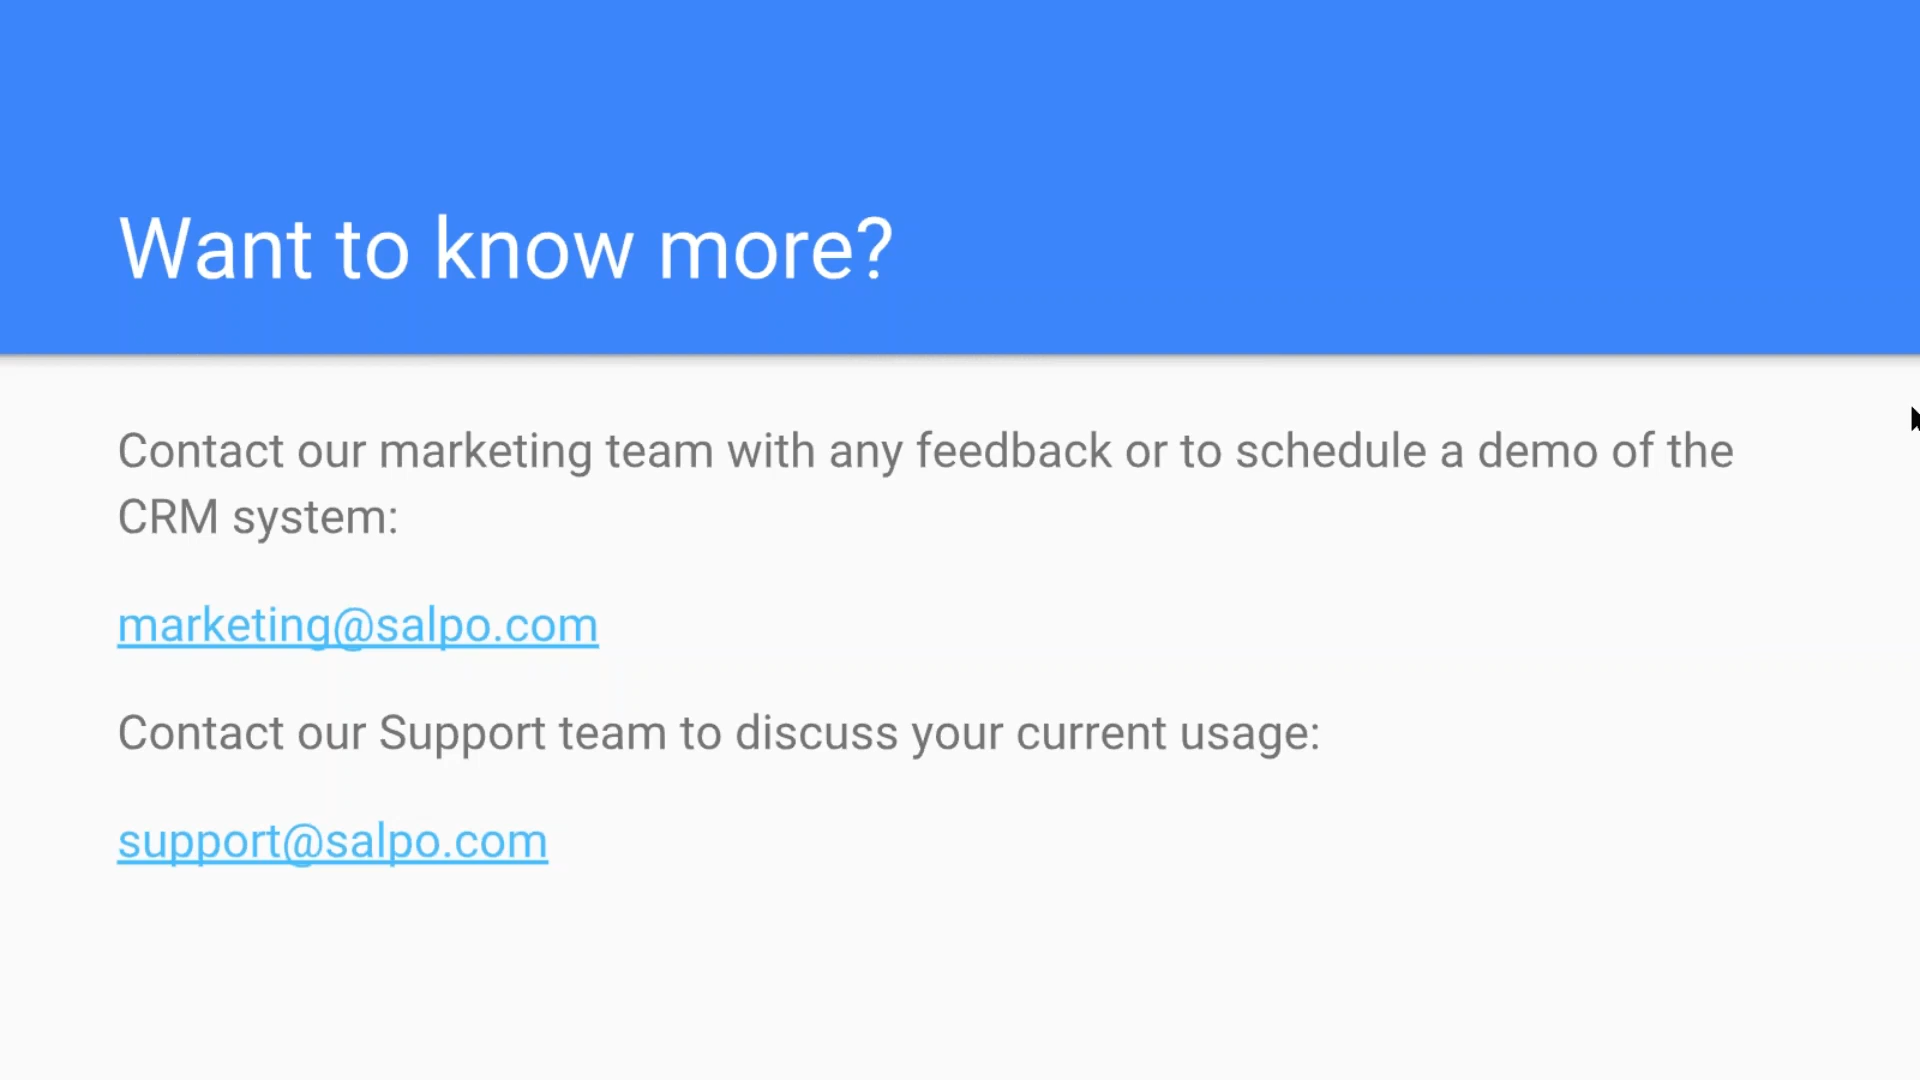 Want to know more?
Contact our marketing team with any feedback or to schedule a demo of the
CRM system:
marketing@salpo.com
Contact our Support team to discuss your current usage:
support@salpo.com